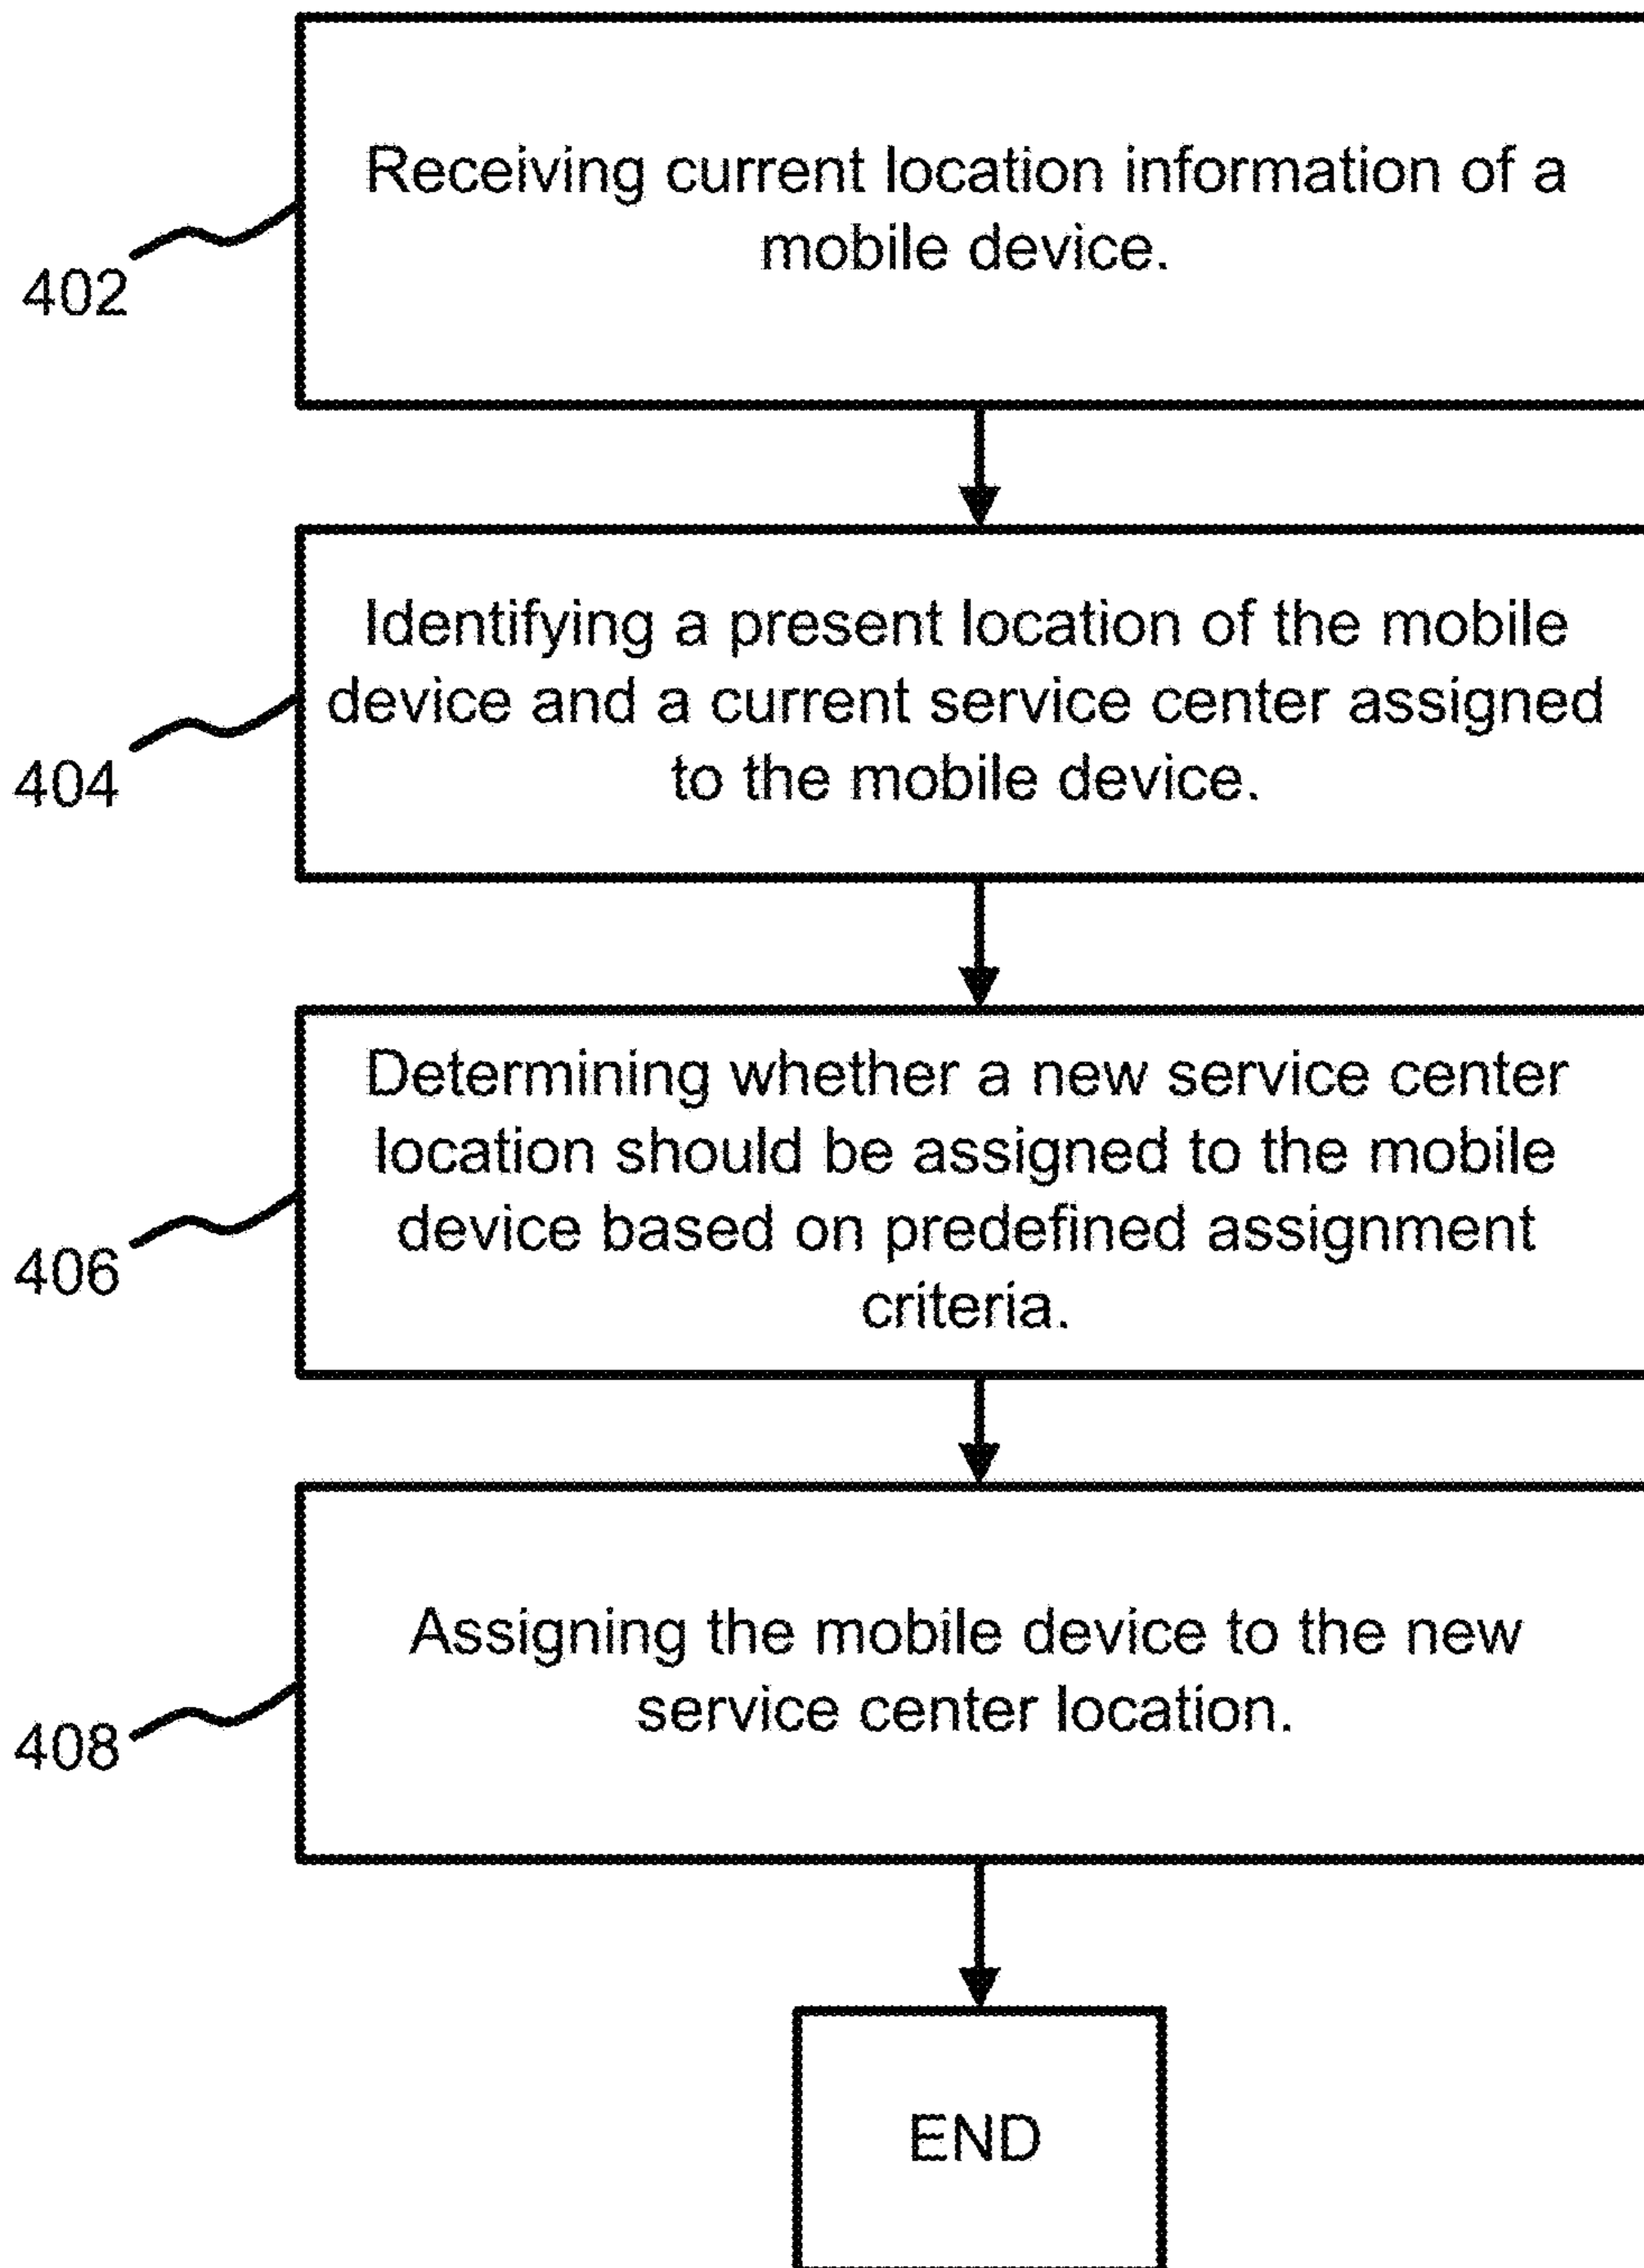 Receiving current location information of a
mobile device.
402
Identifying a present location of the mobile
device and a current service center assigned
to the mobile device.
404
Determining whether a new service center
location should be assigned to the mobile
device based on predefined assignment
criteria.
406
Assigning the mobile device to the new
service center location.
408
END